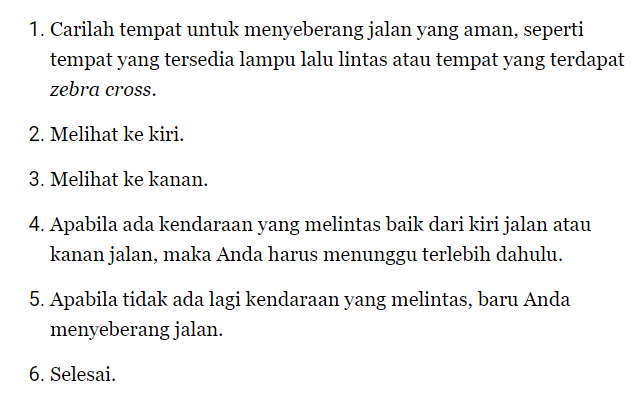 1. Carilah tempat untuk menyeberang jalan yang aman, seperti
tempat yang tersedia lampu lalu lintas atau tempat yang terdapat
zebra cross.
2. Melihat ke kiri.
3. Melihat ke kanan.
4. Apabila ada kendaraan yang melintas baik dari kiri jalan atau
kanan jalan, maka Anda harus menunggu terlebih dahulu.
5. Apabila tidak ada lagi kendaraan yang melintas, baru Anda
menyeberang jalan.
6. Selesai.